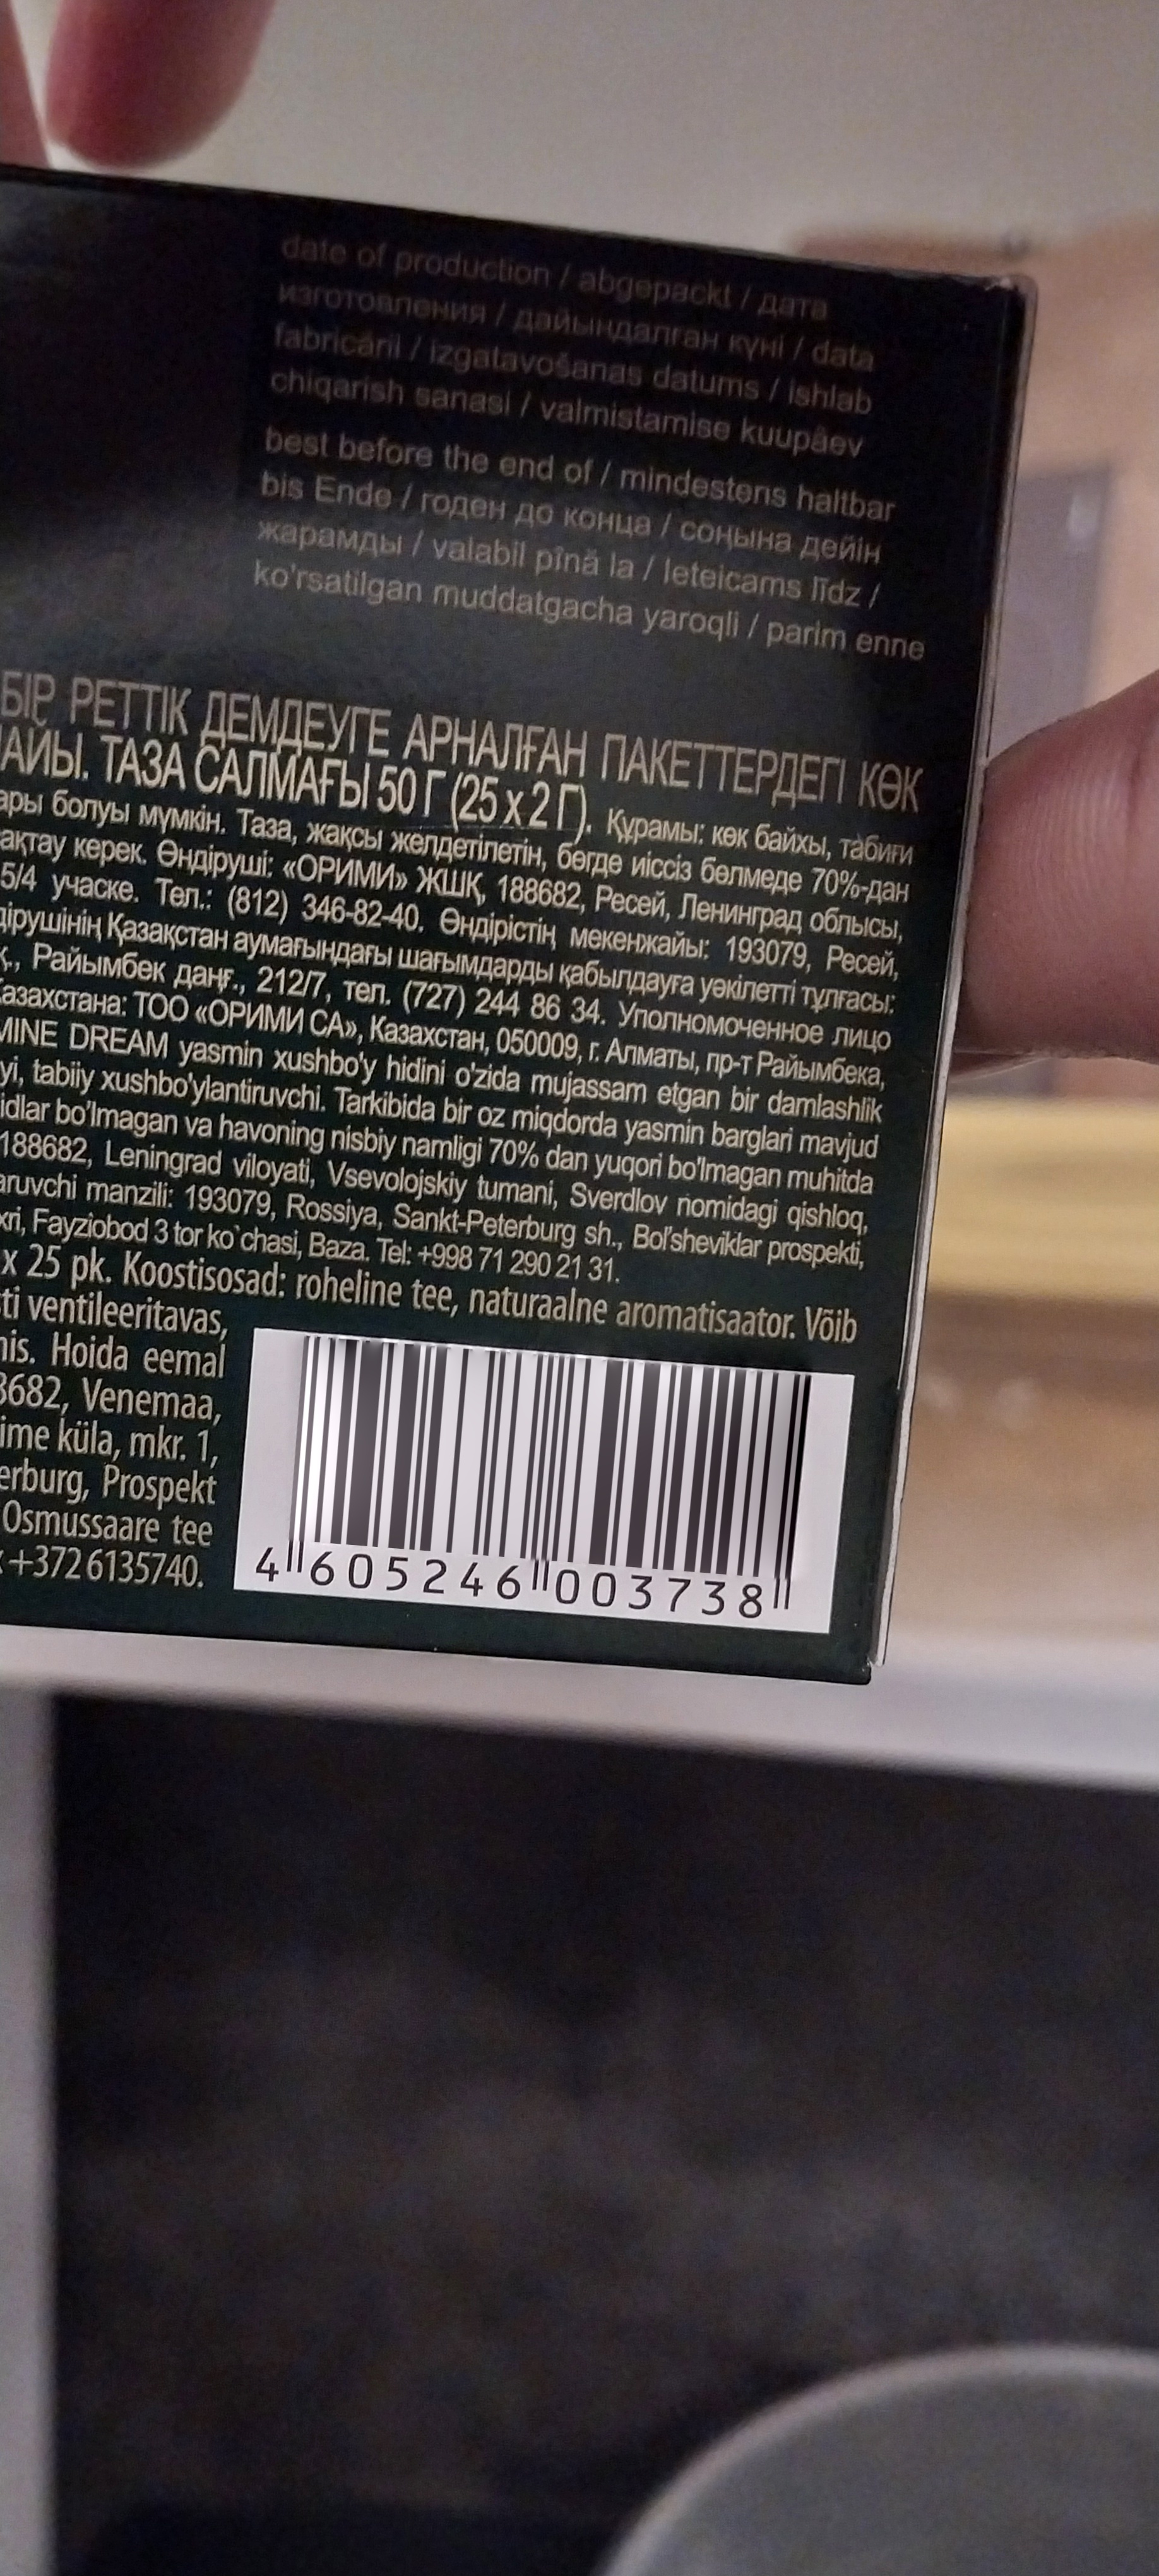 date of production / abgepackt / дата
изготовления / дайындалған күні / data
fabricării / izgatavošanas datums / ishlab
chiqarish sanasi / valmistamise kuupäev
best before the end of / mindestens haltbar
bis Ende / годен до конца / соңына дейін
жарамды / valabil pînă la / Ieteicams līdz /
ko'rsatilgan muddatgacha yaroqli / parim enne
БІР РЕТТІК ДЕМДЕУГЕ АРНАЛҒАН ПАКЕТТЕРДЕГІ КӨК
АЙЫ. ТАЗА САЛМАҒЫ 50 Г (25 x 2 Г). Құрамы: көк байхы, табиғи
ары болуы мүмкін. Таза, жақсы желдетілетін, бөгде иіссіз бөлмеде 70%-дан
ақтау керек. Өндіруші: «ОРИМИ» ЖШҚ, 188682, Ресей, Ленинград облысы,
5/4 учаске. Тел.: (812) 346-82-40. Өндірістің мекенжайы: 193079, Ресей,
дірушінің Қазақстан аумағындағы шағымдарды қабылдауға уәкілетті тұлғасы:
қ., Райымбек даңғ., 212/7, тел. (727) 244 86 34. Уполномоченное лицо
Казахстана: ТОО «ОРИМИ СА», Казахстан, 050009, г. Алматы, пр-т Райымбека,
MINE DREAM yasmin xushbo'y hidini o'zida mujassam etgan bir damlashlik
yi, tabiiy xushbo'ylantiruvchi. Tarkibida bir oz miqdorda yasmin barglari mavjud
idlar bo'lmagan va havoning nisbiy namligi 70% dan yuqori bo'lmagan muhitda
188682, Leningrad viloyati, Vsevolojskiy tumani, Sverdlov nomidagi qishloq,
aruvchi manzili: 193079, Rossiya, Sankt-Peterburg sh., Bol'sheviklar prospekti,
xri, Fayziobod 3 tor ko`chasi, Baza. Tel: +998 71 290 21 31.
x 25 pk. Koostisosad: roheline tee, naturaalne aromatisaator. Võib
ti ventileeritavas,
nis. Hoida eemal
8682, Venemaa,
ime küla, mkr. 1,
erburg, Prospekt
Osmussaare tee
+372 6135740.
4 605246 003738